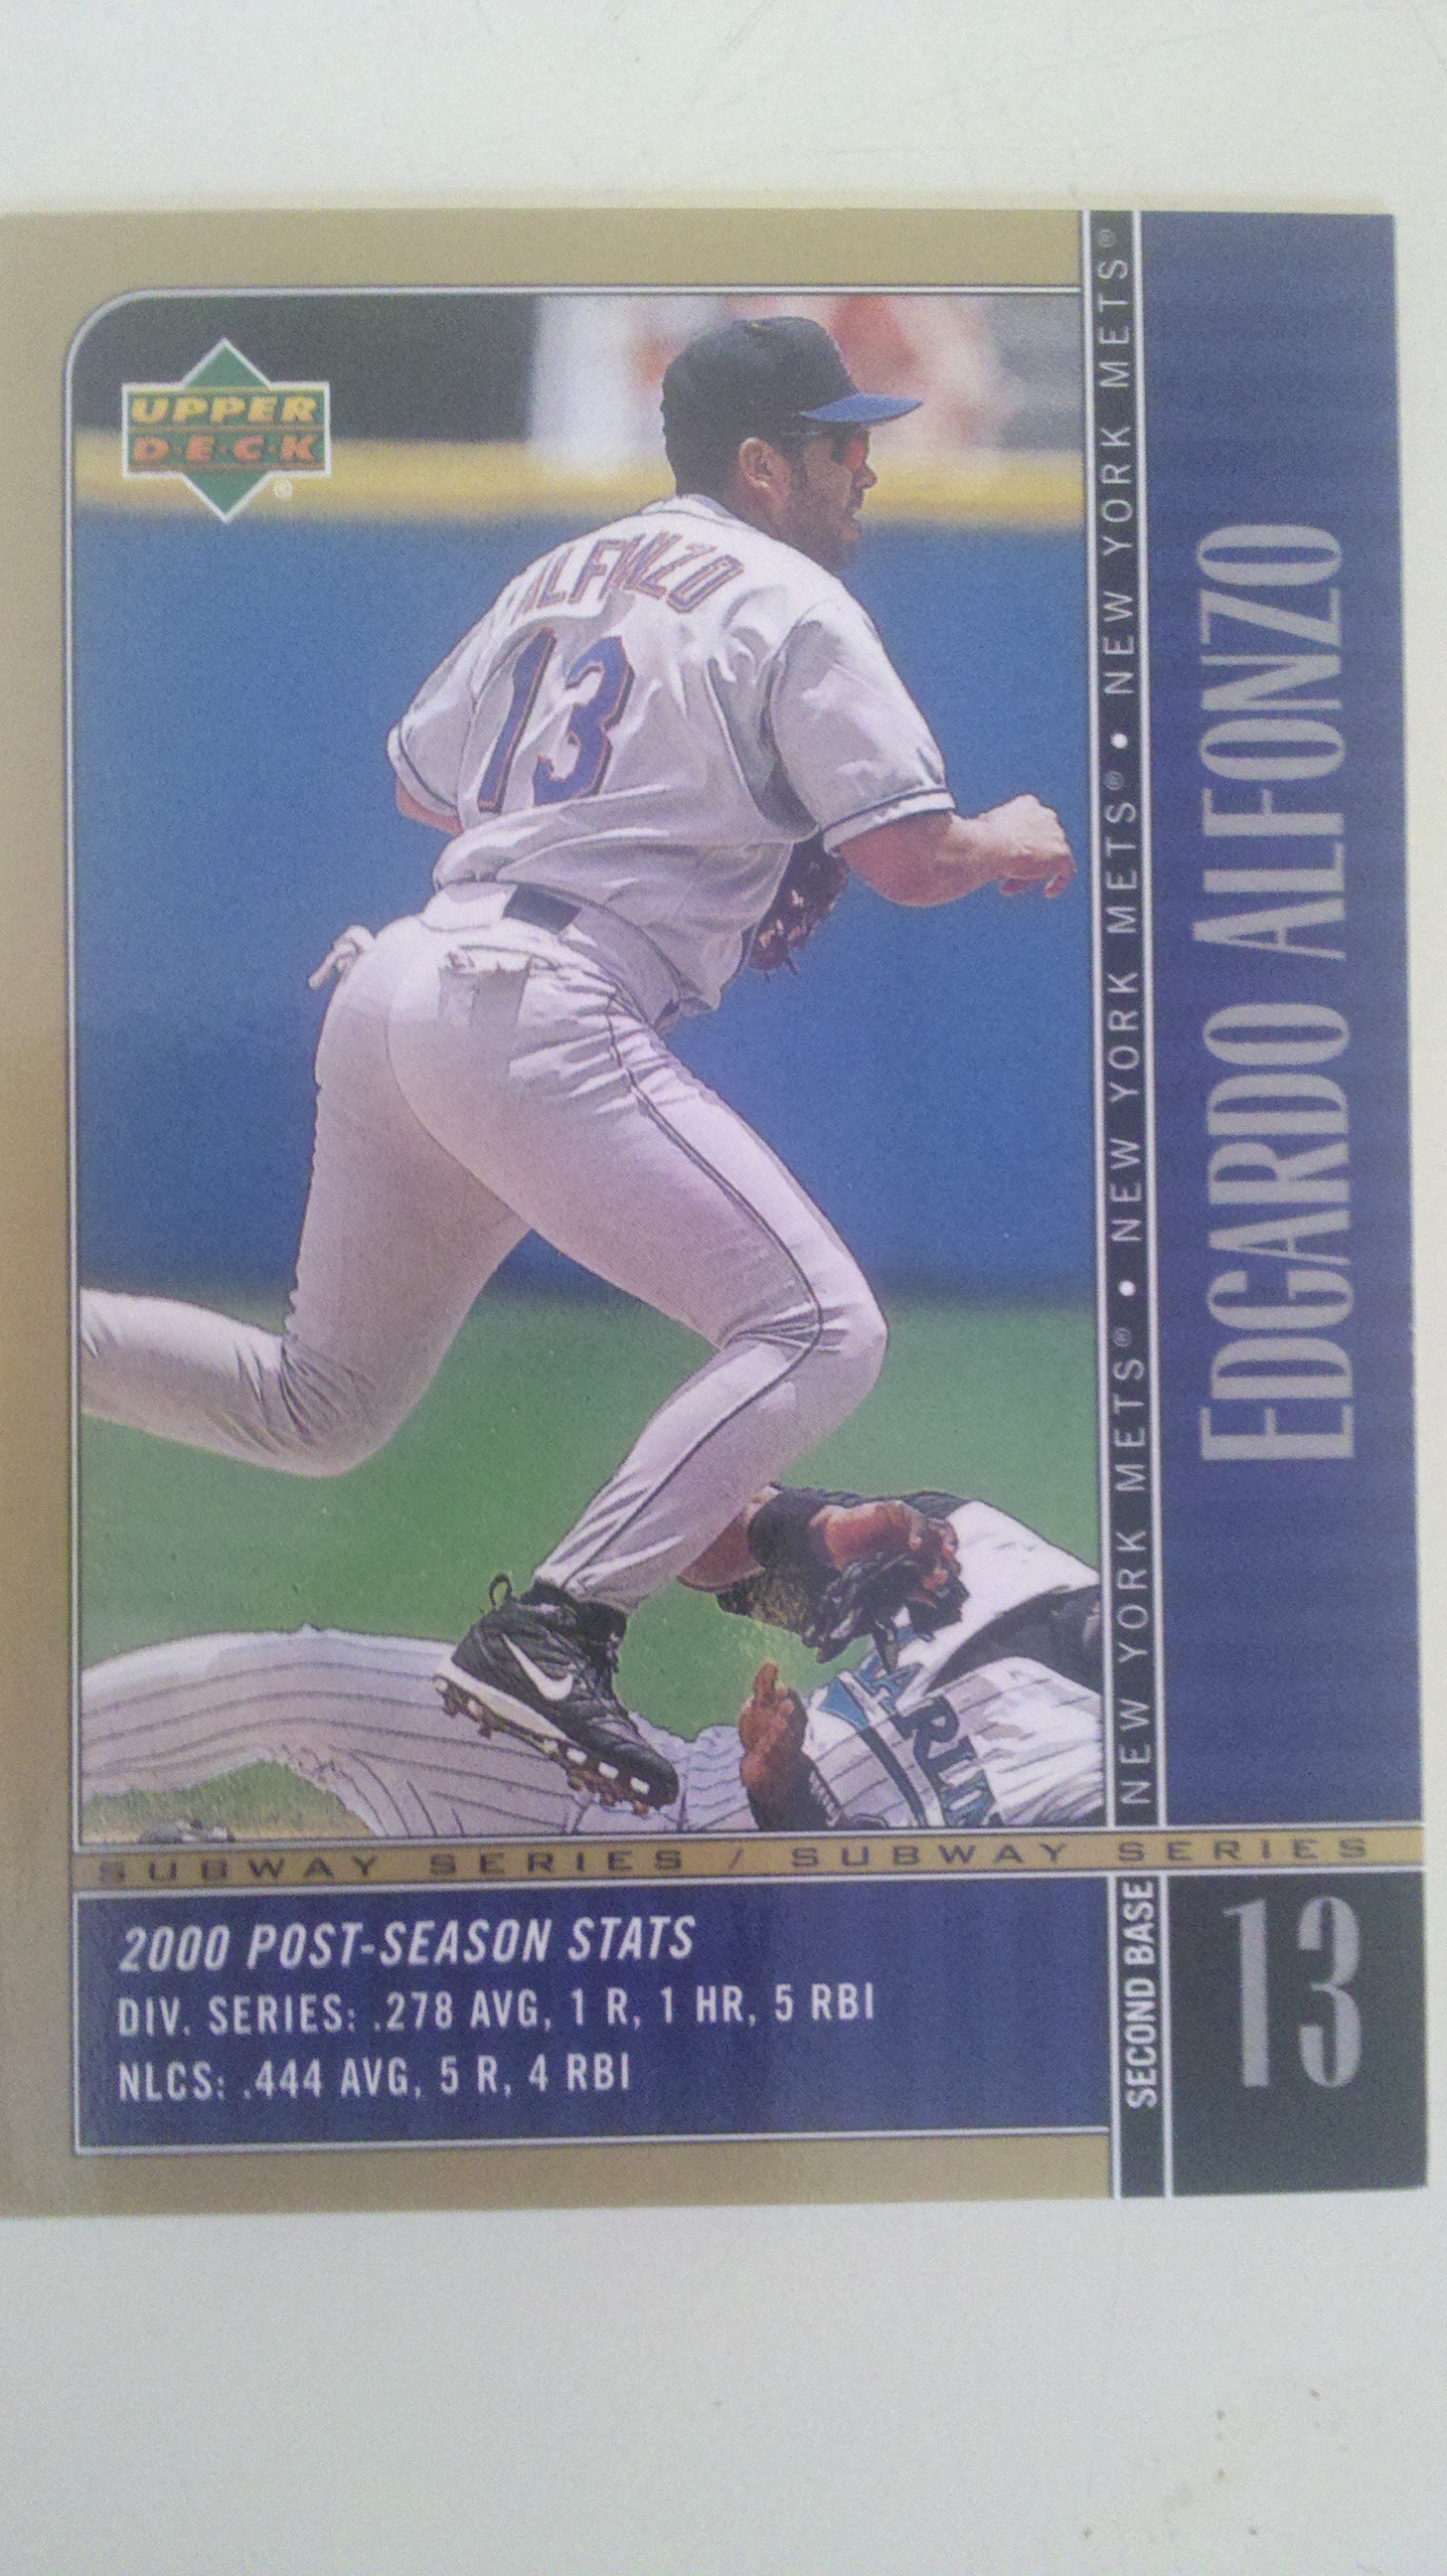 UPPER
D·E·C·K
®
ALFONZO
13
NEW YORK METS® • NEW YORK METS® • NEW YORK METS®
EDGARDO ALFONZO
SUBWAY SERIES / SUBWAY SERIES
2000 POST-SEASON STATS
DIV. SERIES: .278 AVG, 1 R, 1 HR, 5 RBI
NLCS: .444 AVG, 5 R, 4 RBI
SECOND BASE
13